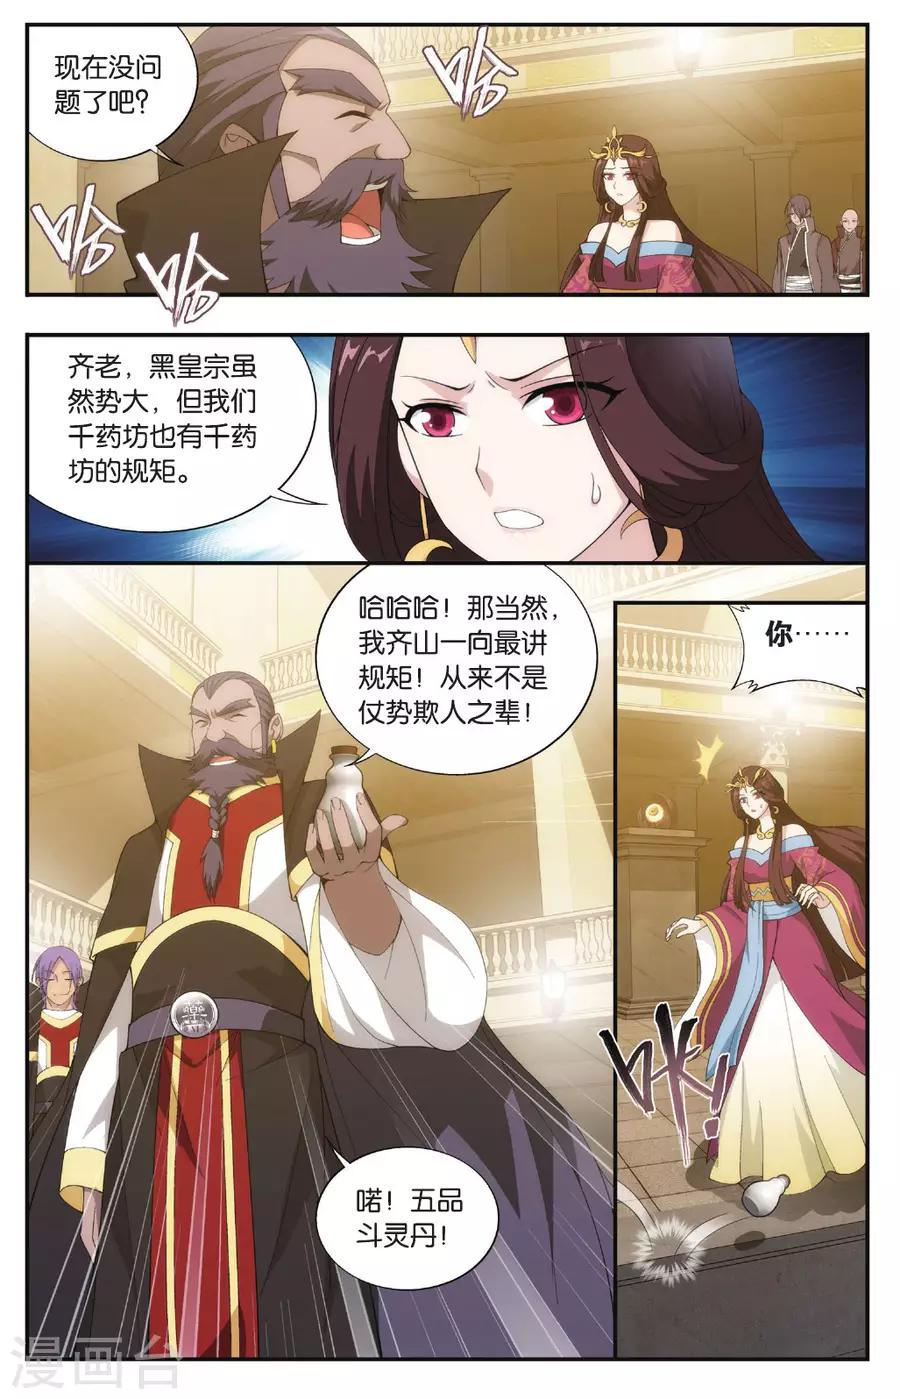 现在没问
题了吧？
哈
哈
哈
齐老，黑皇宗虽
然势大，但我们
千药坊也有千药
坊的规矩。
哈哈哈！那当然，
我齐山一向最讲
规矩！从来不是
仗势欺人之辈！
你……
喏！五品
斗灵丹！
咔！
漫画台